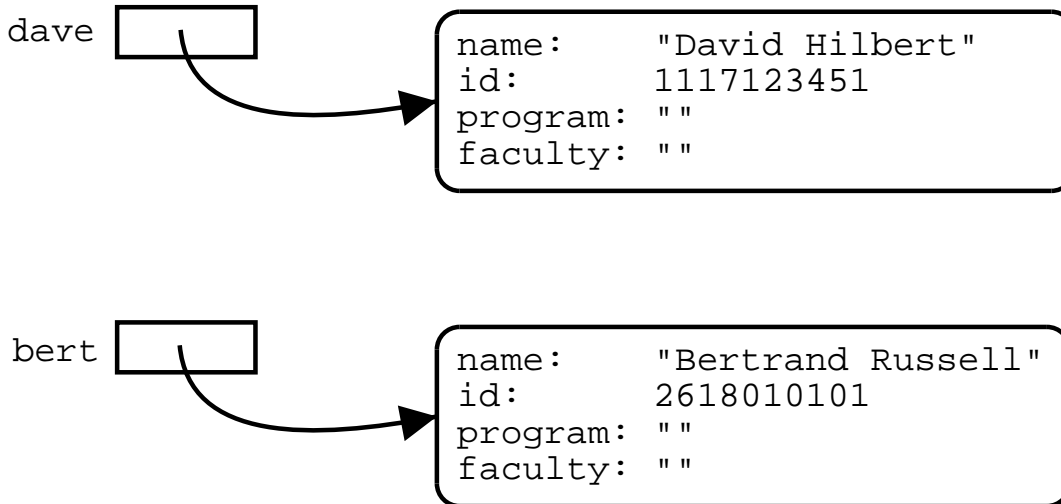 dave
name: "David Hilbert"
id: 1117123451
program: ""
faculty: ""
bert
name: "Bertrand Russell"
id: 2618010101
program: ""
faculty: ""